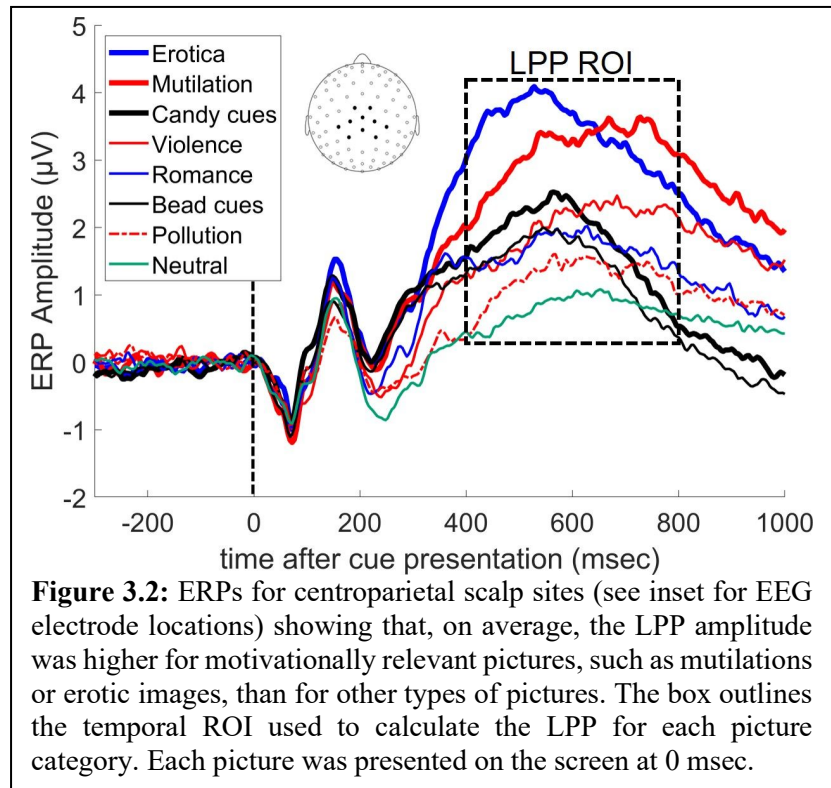 5
4
3
2
1
0
-1
-2
ERP Amplitude (µV)
Erotica
Mutilation
Candy cues
Violence
Romance
Bead cues
Pollution
Neutral
LPP ROI
-200 0 200 400 600 800 1000
time after cue presentation (msec)
Figure 3.2: ERPs for centroparietal scalp sites (see inset for EEG
electrode locations) showing that, on average, the LPP amplitude
was higher for motivationally relevant pictures, such as mutilations
or erotic images, than for other types of pictures. The box outlines
the temporal ROI used to calculate the LPP for each picture
category. Each picture was presented on the screen at 0 msec.